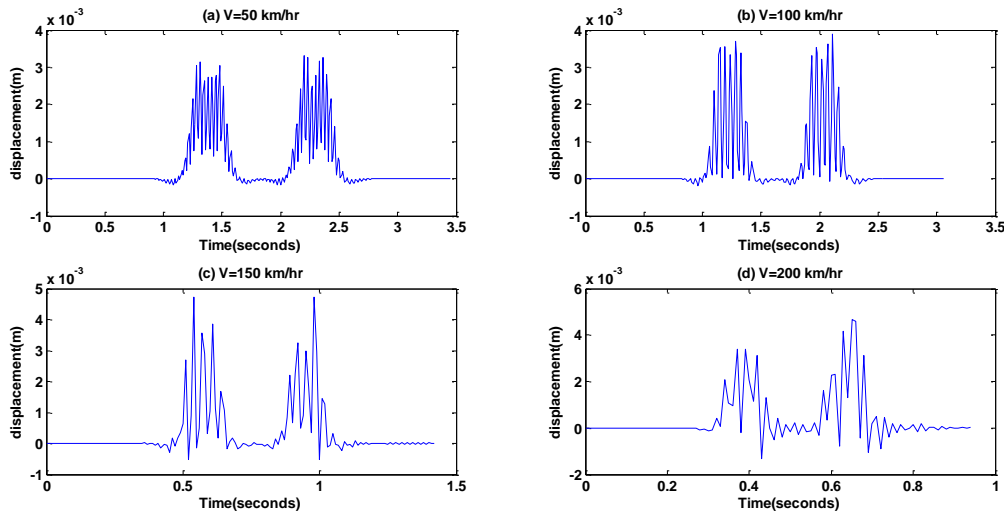 (a) V=50 km/hr
x 10^-3
4
3
2
1
0
-1
displacement(m)
0 0.5 1 1.5 2 2.5 3 3.5
Time(seconds)
(b) V=100 km/hr
x 10^-3
4
3
2
1
0
-1
displacement(m)
0 0.5 1 1.5 2 2.5 3 3.5
Time(seconds)
(c) V=150 km/hr
x 10^-3
5
4
3
2
1
0
-1
displacement(m)
0 0.5 1 1.5
Time(seconds)
(d) V=200 km/hr
x 10^-3
6
4
2
0
-2
displacement(m)
0 0.2 0.4 0.6 0.8 1
Time(seconds)